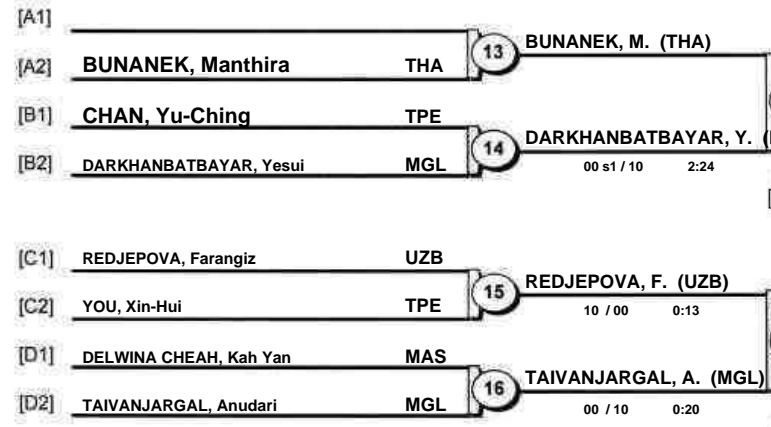 [A1]
13 BUNANEK, M. (THA)
[A2] BUNANEK, Manthira THA
[B1] CHAN, Yu-Ching TPE
14 DARKHANBATBAYAR, Y. (
[B2] DARKHANBATBAYAR, Yesui MGL
00 s1 / 10 2:24
[C1] REDJEPOVA, Farangiz UZB
15 REDJEPOVA, F. (UZB)
[C2] YOU, Xin-Hui TPE
10 / 00 0:13
[D1] DELWINA CHEAH, Kah Yan MAS
16 TAIVANJARGAL, A. (MGL)
[D2] TAIVANJARGAL, Anudari MGL
00 / 10 0:20